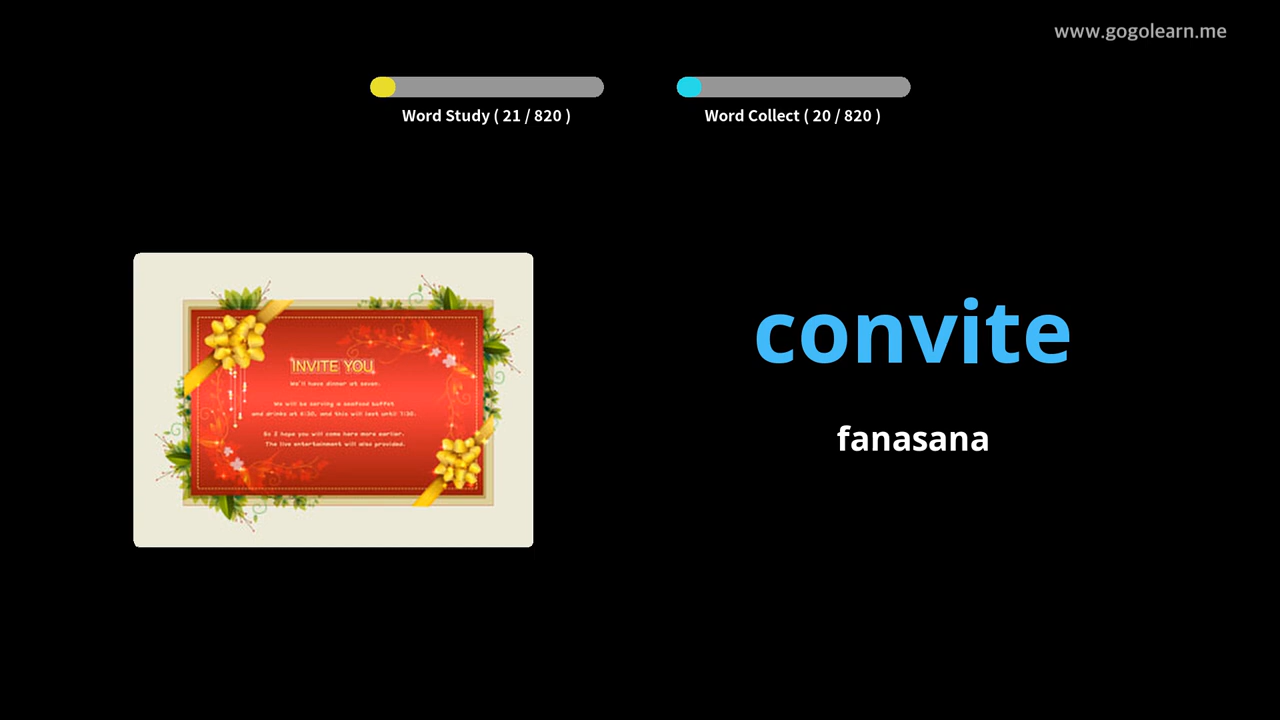 www.gogolearn.me
Word Study ( 21 / 820 )
Word Collect ( 20 / 820 )
INVITE YOU
We'll have dinner at seven.
We will be serving a seafood buffet
and drinks at 6:30, and this will last until 7:30.
So I hope you will come here more earlier.
The live entertainment will also provided.
convite
fanasana